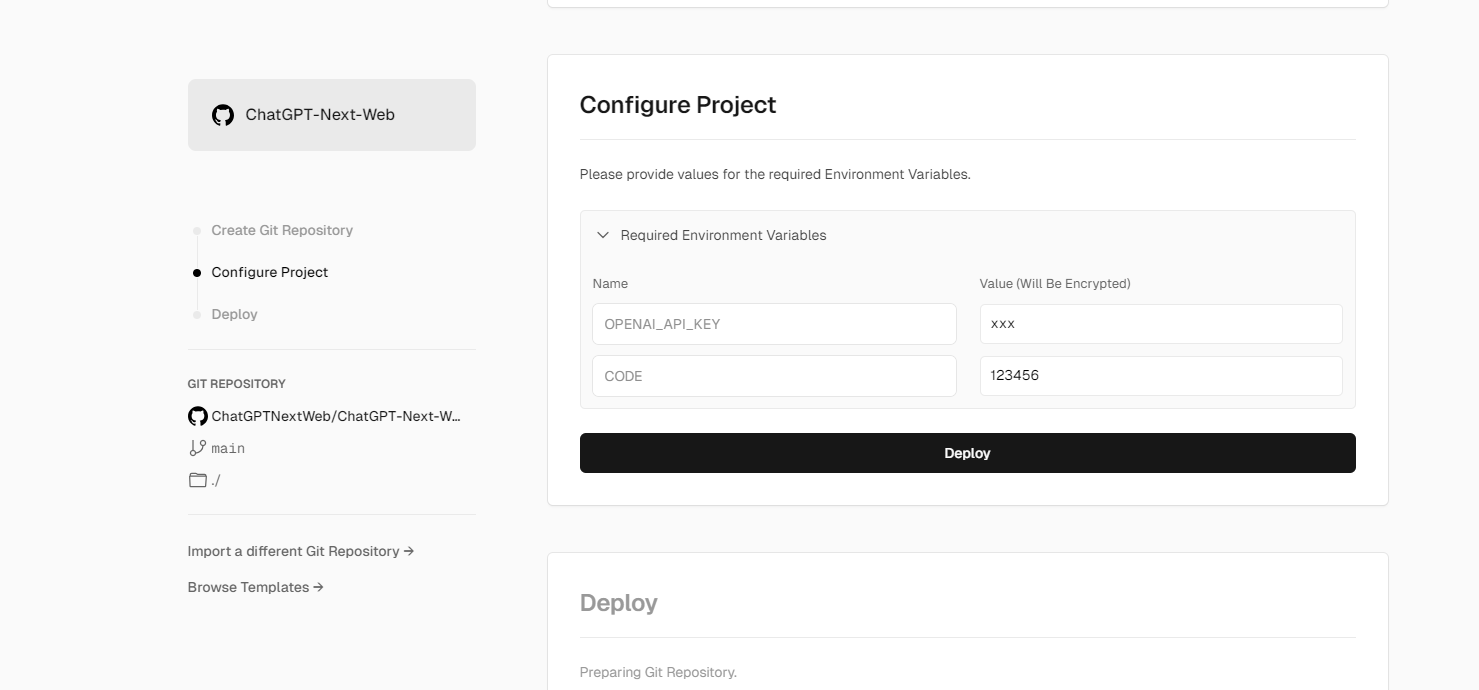 ChatGPT-Next-Web
Create Git Repository
Configure Project
Deploy
GIT REPOSITORY
ChatGPTNextWeb/ChatGPT-Next-W...
main
./
Import a different Git Repository →
Browse Templates →
Configure Project
Please provide values for the required Environment Variables.
Required Environment Variables
Name Value (Will Be Encrypted)
OPENAI_API_KEY xxx
CODE 123456
Deploy
Deploy
Preparing Git Repository.